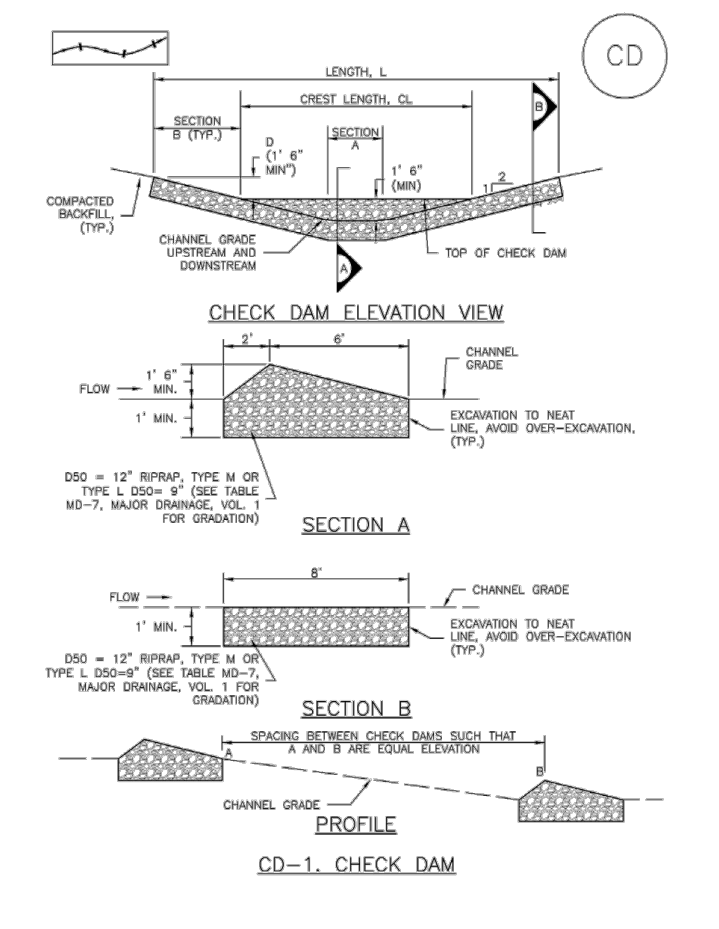 CD
LENGTH, L
CREST LENGTH, CL
SECTION
B (TYP.)
SECTION
A
B
D
(1' 6"
MIN")
1' 6"
(MIN)
2
1
COMPACTED
BACKFILL,
(TYP.)
CHANNEL GRADE
UPSTREAM AND
DOWNSTREAM
TOP OF CHECK DAM
A
CHECK DAM ELEVATION VIEW
2'
6'
CHANNEL
GRADE
1' 6"
MIN.
FLOW
1' MIN.
EXCAVATION TO NEAT
LINE, AVOID OVER-EXCAVATION,
(TYP.)
D50 = 12" RIPRAP, TYPE M OR
TYPE L D50= 9" (SEE TABLE
MD-7, MAJOR DRAINAGE, VOL. 1
FOR GRADATION)
SECTION A
8'
FLOW
CHANNEL GRADE
1' MIN.
EXCAVATION TO NEAT
LINE, AVOID OVER-EXCAVATION
(TYP.)
D50 = 12" RIPRAP, TYPE M OR
TYPE L D50=9" (SEE TABLE MD-7,
MAJOR DRAINAGE, VOL. 1 FOR
GRADATION)
SECTION B
SPACING BETWEEN CHECK DAMS SUCH THAT
A AND B ARE EQUAL ELEVATION
A
B
CHANNEL GRADE
PROFILE
CD-1. CHECK DAM